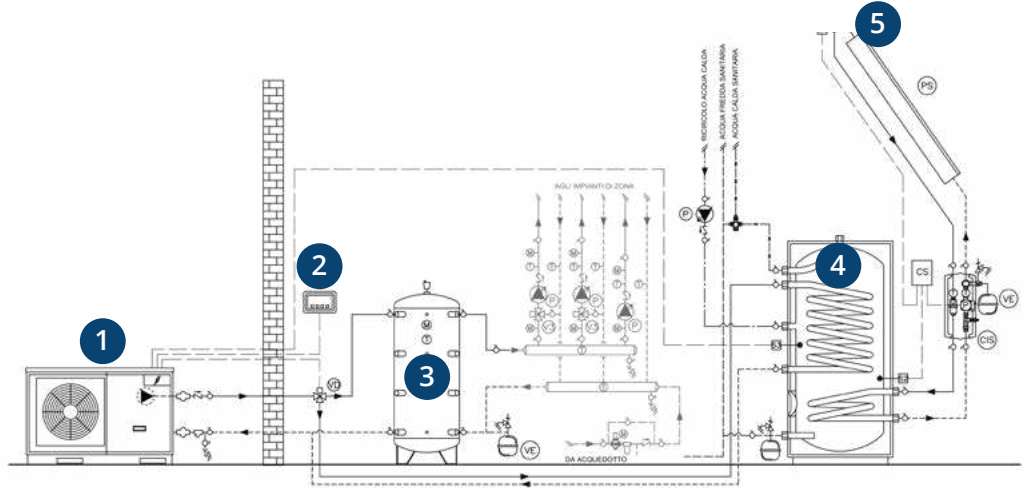 5
RICIRCOLO ACQUA CALDA
ACQUA FREDDA SANITARIA
ACQUA CALDA SANITARIA
PS
AGLI IMPIANTI DI ZONA
P
2
4
CS
VE
CIS
M
M
T
T
M
T
T
P
P
P
1
VD
M
T
3
T
T
M
VE
DA ACQUEDOTTO